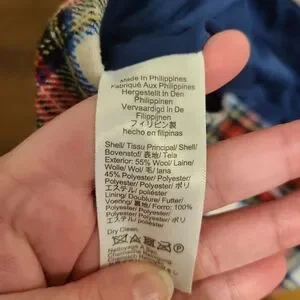 Made In Philippines
Fabriqué Aux Philippines
Hergestellt In Den
Philippinen
Vervaardigd In De
Filippijnen
フィリピン製
hecho en filipinas
Shell/ Tissu Principal/ Shell/
Bovenstof/ 表地/ Tela
Exterior: 55% Wool/ Laine/
Wolle/ Wol/ 毛/ lana
45% Polyester/ Polyester/
Polyester/ Polyester/ ポリ
エステル/ poliéster
Lining/ Doublure/ Futter/
Voering/ 裏地/ Forro: 100%
Polyester/ Polyester/
Polyester/ Polyester/ ポリ
エステル/ poliéster
Dry Clean
Nettoyage A